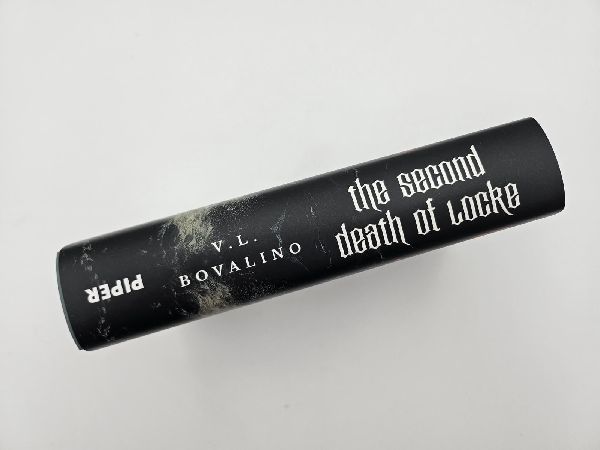 the second
death of Locke
V.L.
BOVALINO
PIPER